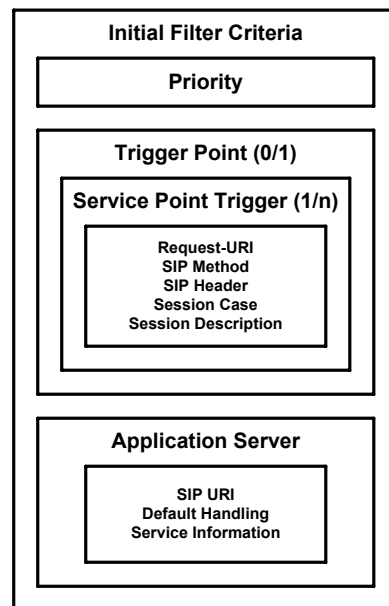 Initial Filter Criteria
Priority
Trigger Point (0/1)
Service Point Trigger (1/n)
Request-URI
SIP Method
SIP Header
Session Case
Session Description
Application Server
SIP URI
Default Handling
Service Information